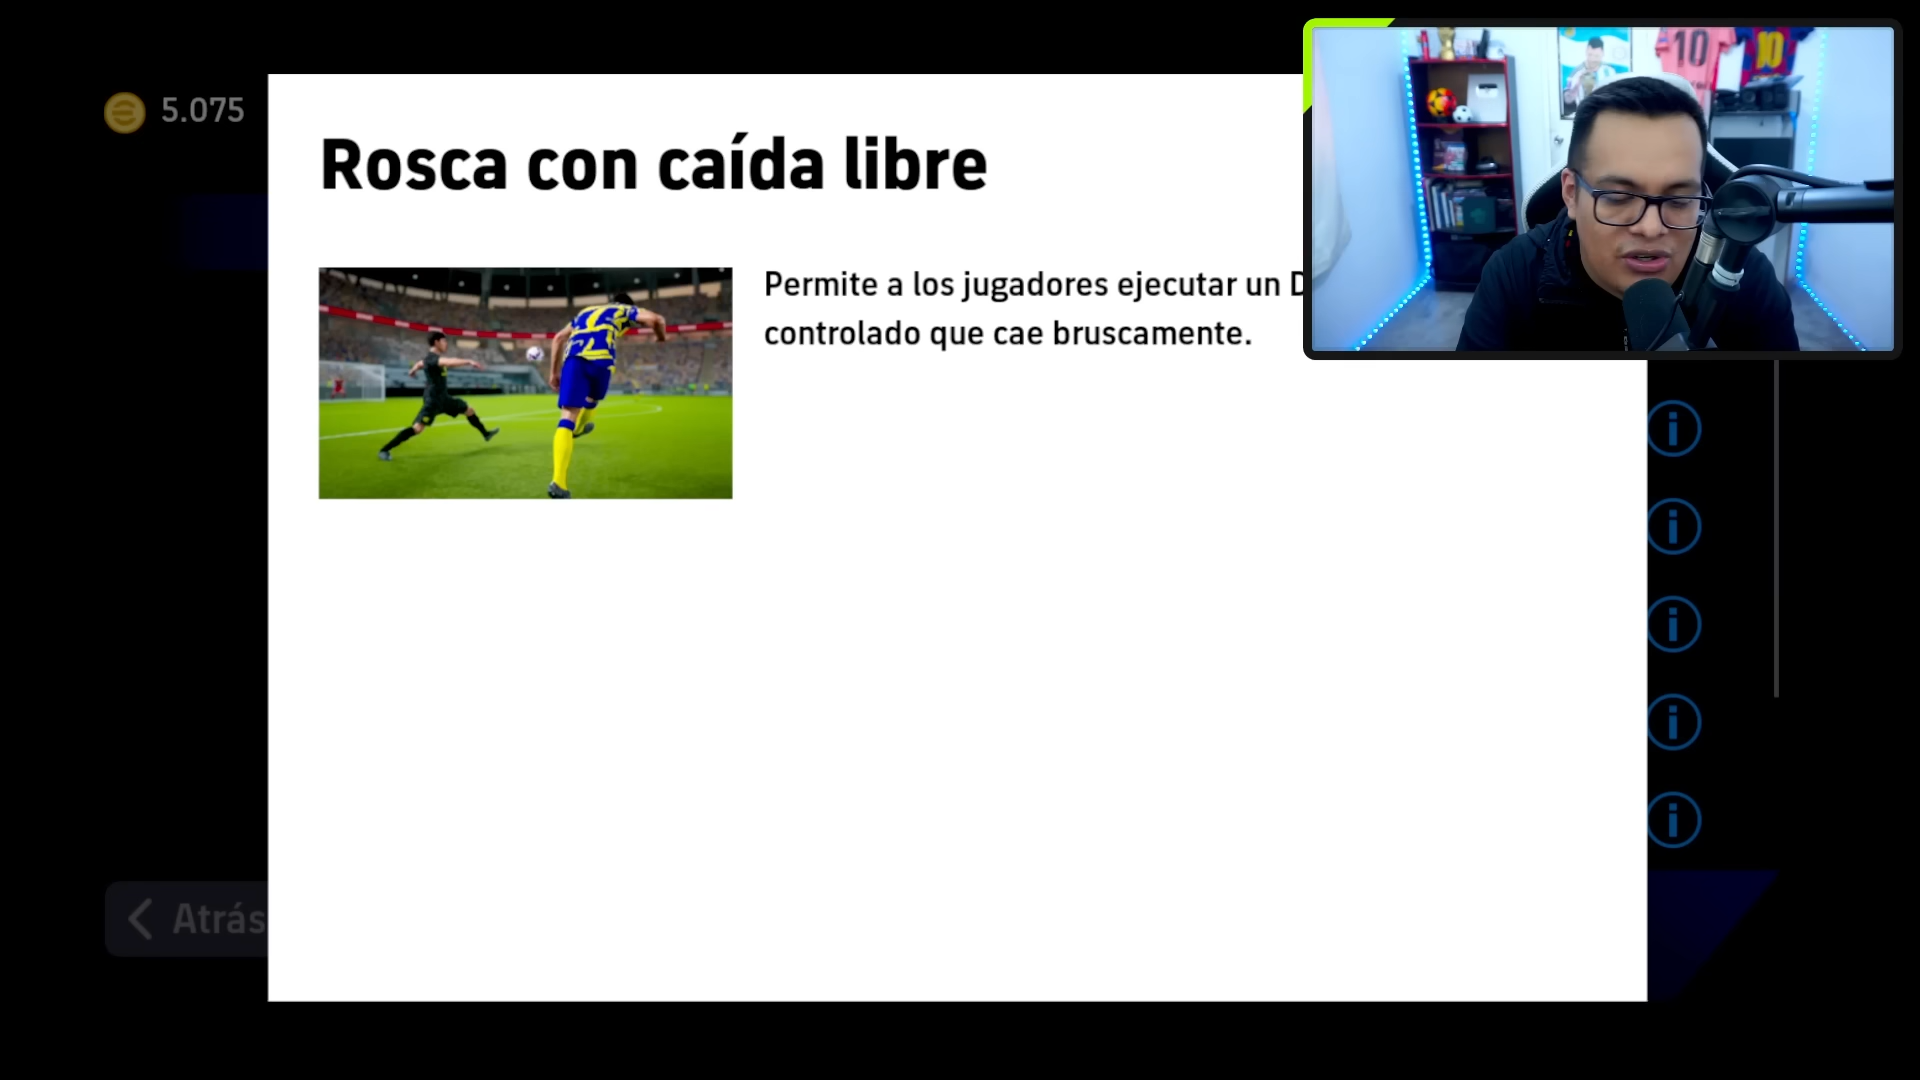 5.075
Rosca con caída libre
Permite a los jugadores ejecutar un
controlado que cae bruscamente.
Atrás
10
10